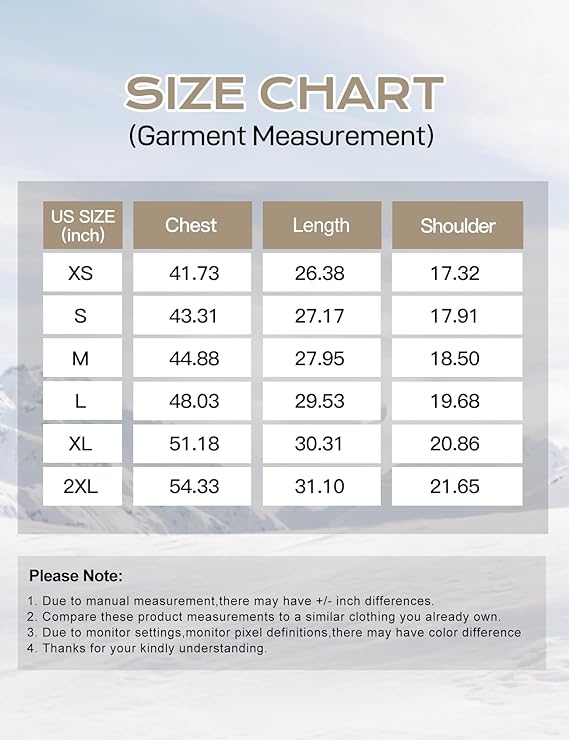 SIZE CHART
(Garment Measurement)
US SIZE (inch) Chest Length Shoulder
XS 41.73 26.38 17.32
S 43.31 27.17 17.91
M 44.88 27.95 18.50
L 48.03 29.53 19.68
XL 51.18 30.31 20.86
2XL 54.33 31.10 21.65
Please Note:
1. Due to manual measurement,there may have +/- inch differences.
2. Compare these product measurements to a similar clothing you already own.
3. Due to monitor settings,monitor pixel definitions,there may have color difference
4. Thanks for your kindly understanding.